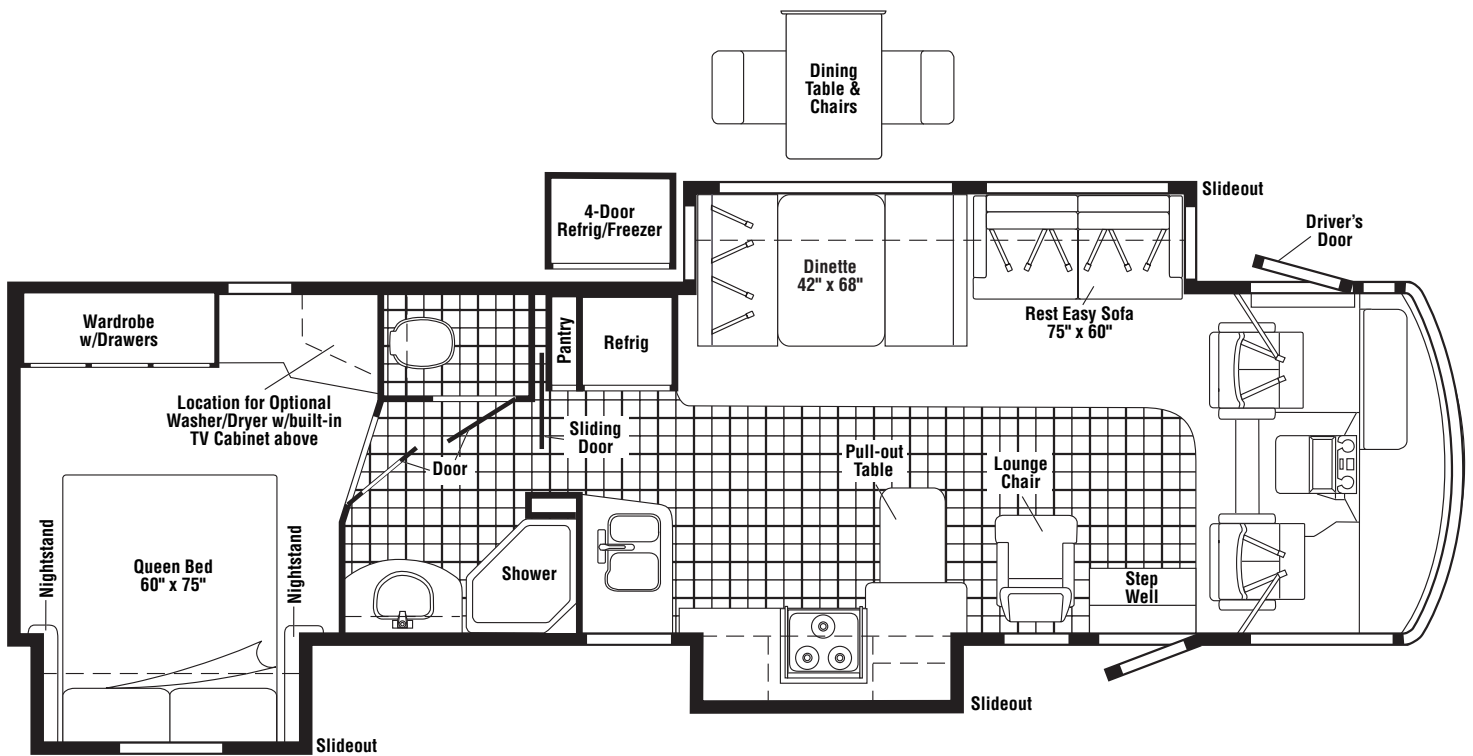 Dining
Table &
Chairs
4-Door
Refrig/Freezer
Slideout
Driver's
Door
Dinette
42" x 68"
Rest Easy Sofa
75" x 60"
Wardrobe
w/Drawers
Pantry
Refrig
Location for Optional
Washer/Dryer w/built-in
TV Cabinet above
Door
Sliding
Door
Pull-out
Table
Lounge
Chair
Nightstand
Queen Bed
60" x 75"
Nightstand
Shower
Step
Well
Slideout
Slideout